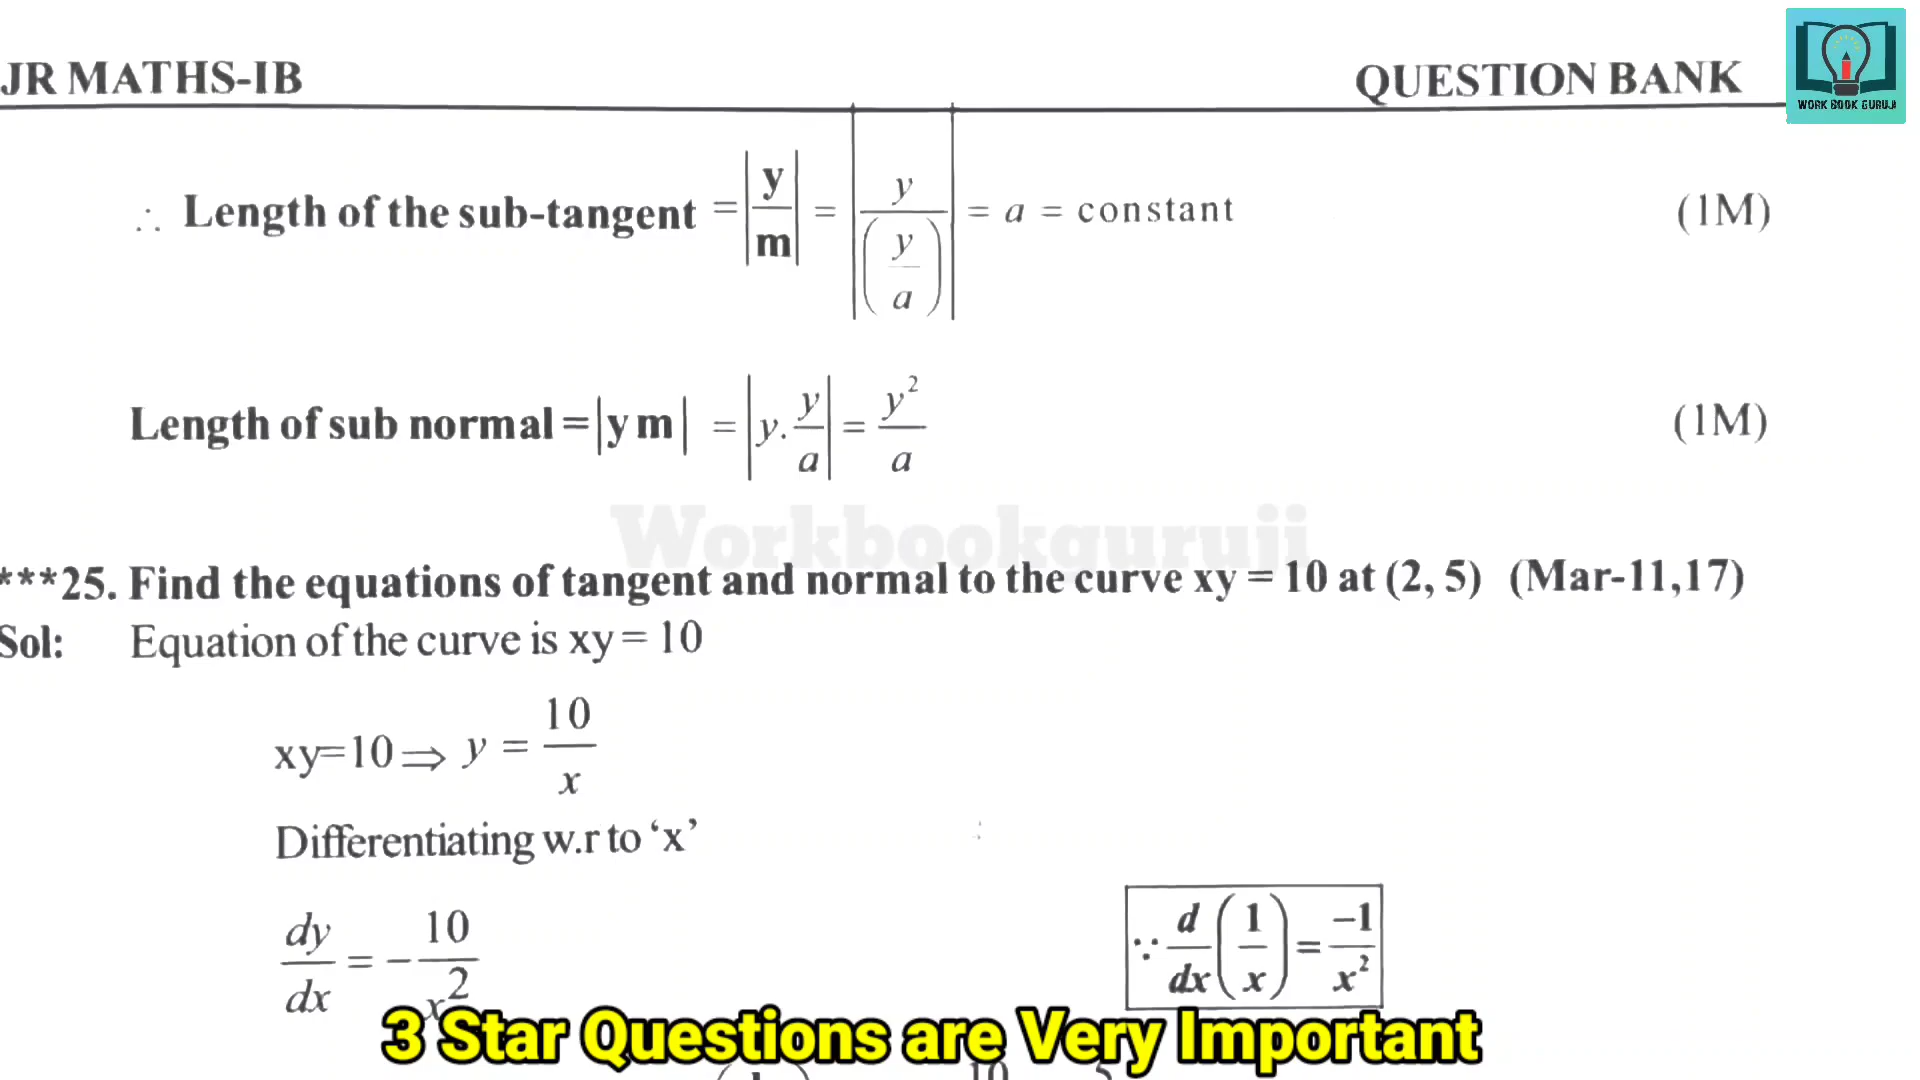 JR MATHS-IB
QUESTION BANK
WORK BOOK GURUJI
∴ Length of the sub-tangent = |y/m| = |y/(y/a)| = a = constant (1M)
Length of sub normal = |y m| = |y. y/a| = y²/a (1M)
Workbookguruji
***25. Find the equations of tangent and normal to the curve xy = 10 at (2, 5) (Mar-11,17)
Sol: Equation of the curve is xy = 10
xy=10 ⇒ y = 10/x
Differentiating w.r to ‘x’
dy/dx = -10/x²
∵ d/dx (1/x) = -1/x²
3 Star Questions are Very Important